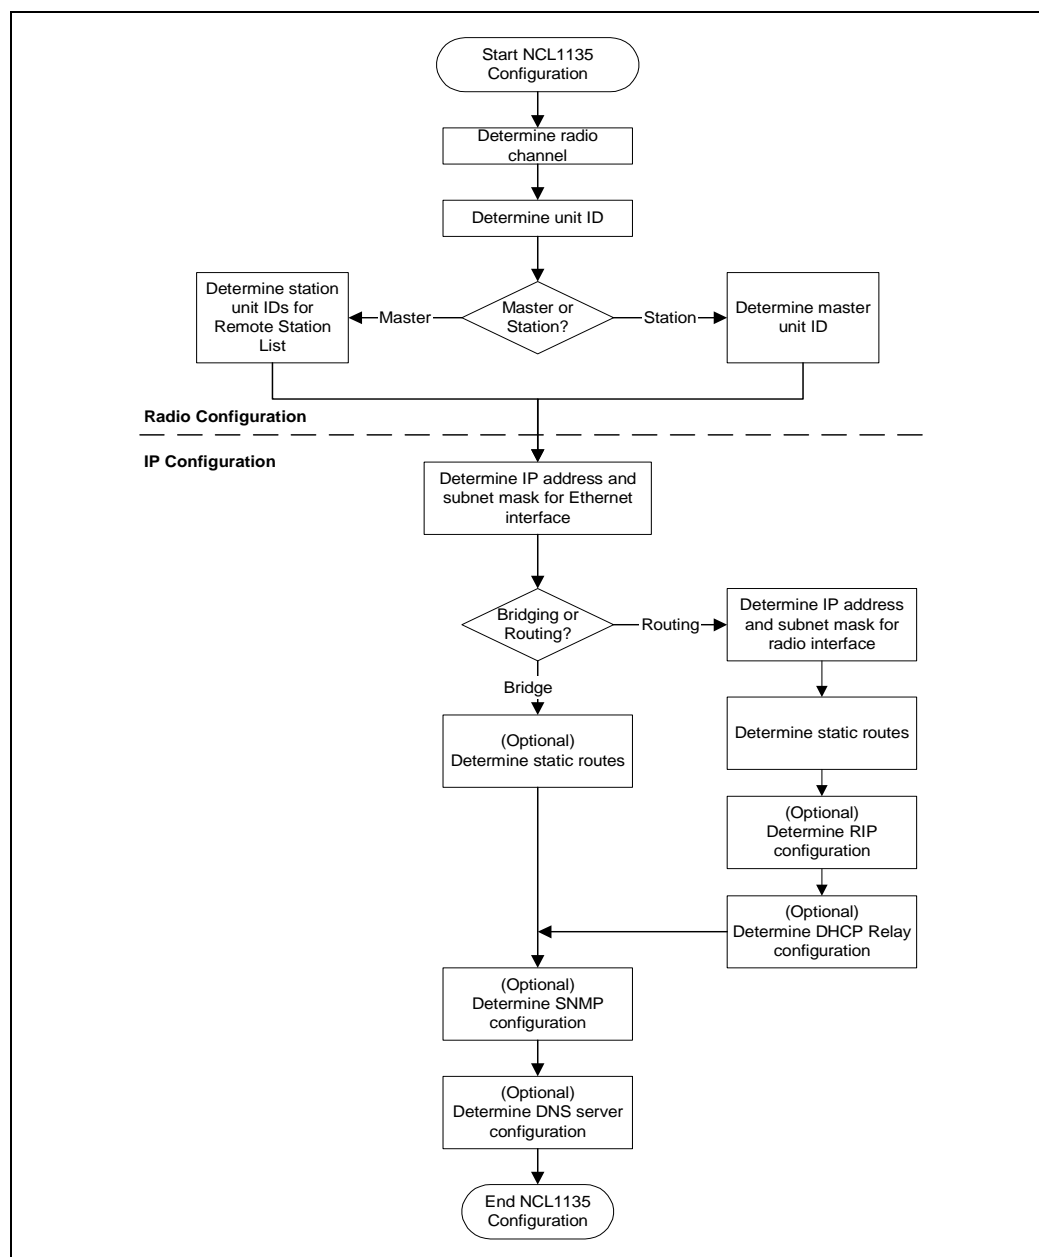 Start NCL1135
Configuration
Determine radio
channel
Determine unit ID
Determine station
unit IDs for
Remote Station
List
Master
Master or
Station?
Station
Determine master
unit ID
Radio Configuration
IP Configuration
Determine IP address and
subnet mask for Ethernet
interface
Bridging or
Routing?
Routing
Determine IP address
and subnet mask for
radio interface
Bridge
(Optional)
Determine static routes
Determine static routes
(Optional)
Determine RIP
configuration
(Optional)
Determine DHCP Relay
configuration
(Optional)
Determine SNMP
configuration
(Optional)
Determine DNS server
configuration
End NCL1135
Configuration